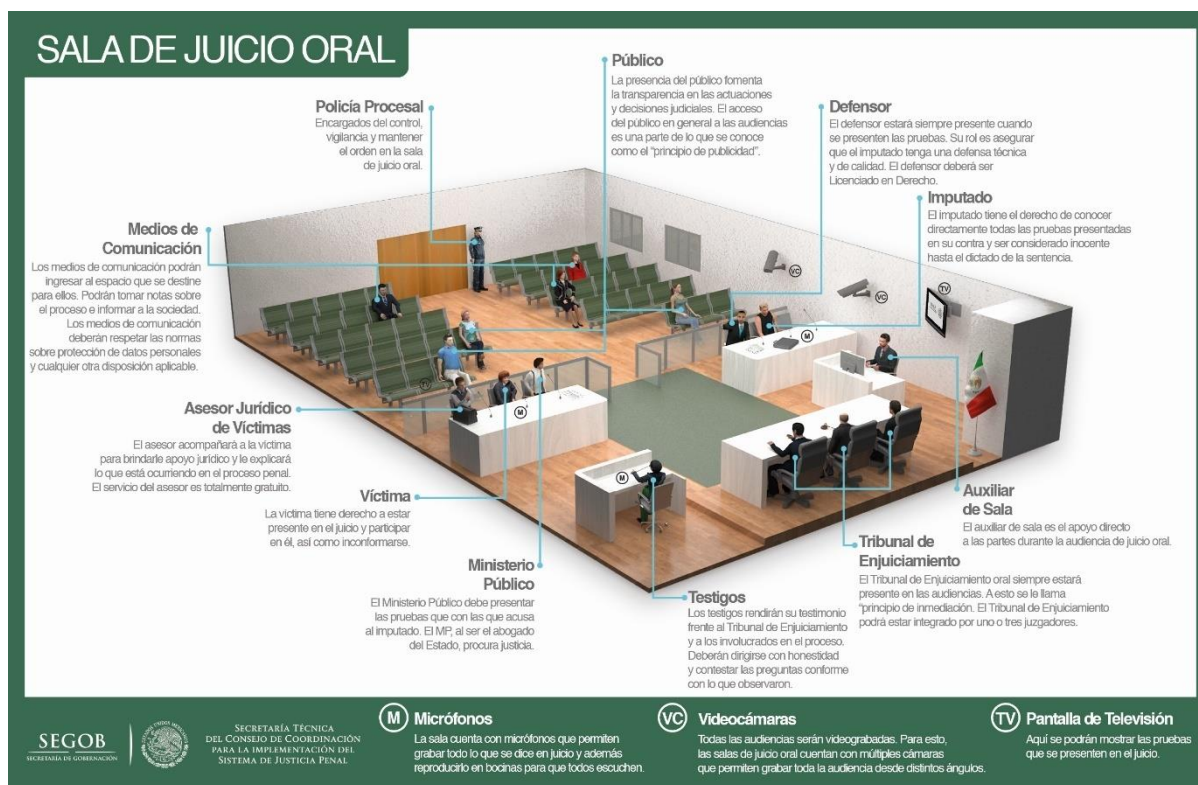 SALA DE JUICIO ORAL
Policía Procesal
Encargados del control,
vigilancia y mantener
el orden en la sala
de juicio oral.
Público
La presencia del público fomenta
la transparencia en las actuaciones
y decisiones judiciales. El acceso
del público en general a las audiencias
es una parte de lo que se conoce
como el "principio de publicidad".
Defensor
El defensor estará siempre presente cuando
se presenten las pruebas. Su rol es asegurar
que el imputado tenga una defensa técnica
y de calidad. El defensor deberá ser
Licenciado en Derecho.
Imputado
El imputado tiene el derecho de conocer
directamente todas las pruebas presentadas
en su contra y ser considerado inocente
hasta el dictado de la sentencia.
Medios de
Comunicación
Los medios de comunicación podrán
ingresar al espacio que se destine
para ellos. Podrán tomar notas sobre
el proceso e informar a la sociedad.
Los medios de comunicación
deberán respetar las normas
sobre protección de datos personales
y cualquier otra disposición aplicable.
VC
VC
TV
TV
M
M
M
Asesor Jurídico
de Víctimas
El asesor acompañará a la víctima
para brindarle apoyo jurídico y le explicará
lo que está ocurriendo en el proceso penal.
El servicio del asesor es totalmente gratuito.
Víctima
La víctima tiene derecho a estar
presente en el juicio y participar
en él, así como inconformarse.
Ministerio
Público
El Ministerio Público debe presentar
las pruebas que con las que acusa
al imputado. El MP, al ser el abogado
del Estado, procura justicia.
Testigos
Los testigos rendirán su testimonio
frente al Tribunal de Enjuiciamiento
y a los involucrados en el proceso.
Deberán dirigirse con honestidad
y contestar las preguntas conforme
con lo que observaron.
Auxiliar
de Sala
El auxiliar de sala es el apoyo directo
a las partes durante la audiencia de juicio oral.
Tribunal de
Enjuiciamiento
El Tribunal de Enjuiciamiento oral siempre estará
presente en las audiencias. A esto se le llama
"principio de inmediación. El Tribunal de Enjuiciamiento
podrá estar integrado por uno o tres juzgadores.
SEGOB
SECRETARÍA DE GOBERNACIÓN
SECRETARÍA TÉCNICA
DEL CONSEJO DE COORDINACIÓN
PARA LA IMPLEMENTACIÓN DEL
SISTEMA DE JUSTICIA PENAL
M Micrófonos
La sala cuenta con micrófonos que permiten
grabar todo lo que se dice en juicio y además
reproducirlo en bocinas para que todos escuchen.
VC Videocámaras
Todas las audiencias serán videograbadas. Para esto,
las salas de juicio oral cuentan con múltiples cámaras
que permiten grabar toda la audiencia desde distintos ángulos.
TV Pantalla de Televisión
Aquí se podrán mostrar las pruebas
que se presenten en el juicio.